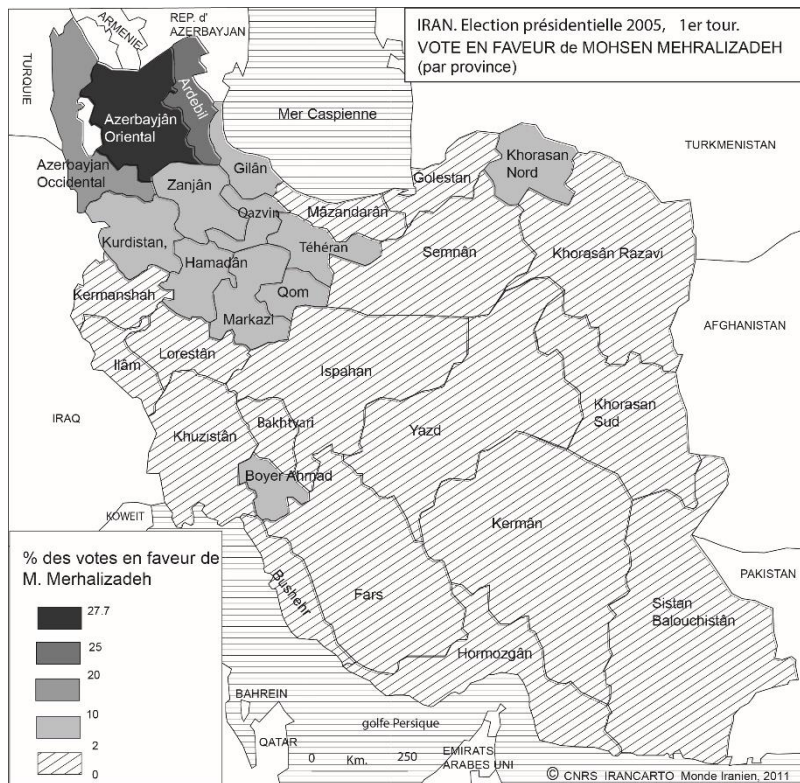 IRAN. Election présidentielle 2005, 1er tour.
VOTE EN FAVEUR de MOHSEN MEHRALIZADEH
(par province)
ARMENIE
REP. d'
AZERBAYJAN
TURQUIE
Mer Caspienne
TURKMENISTAN
Azerbayjân
Oriental
Ardebil
Azerbayjan
Occidental
Gilân
Zanjân
Golestan
Khorasan
Nord
Qazvin
Mâzandarân
Kurdistan,
Téhéran
Hamadân
Semnân
Khorasân Razavi
Kermanshah
Qom
Markazi
AFGHANISTAN
Lorestân
Ilâm
Ispahan
Khorasan
Sud
IRAQ
Bakhtyari
Yazd
Khuzistân
Boyer Ahmad
KOWEIT
Kermân
PAKISTAN
Bushehr
Fars
Sistan
Balouchistân
Hormozgân
BAHREIN
golfe Persique
QATAR
EMIRATS
ARABES UNI
0 Km. 250
% des votes en faveur de
M. Merhalizadeh
27.7
25
20
10
2
0
© CNRS IRANCARTO Monde Iranien, 2011